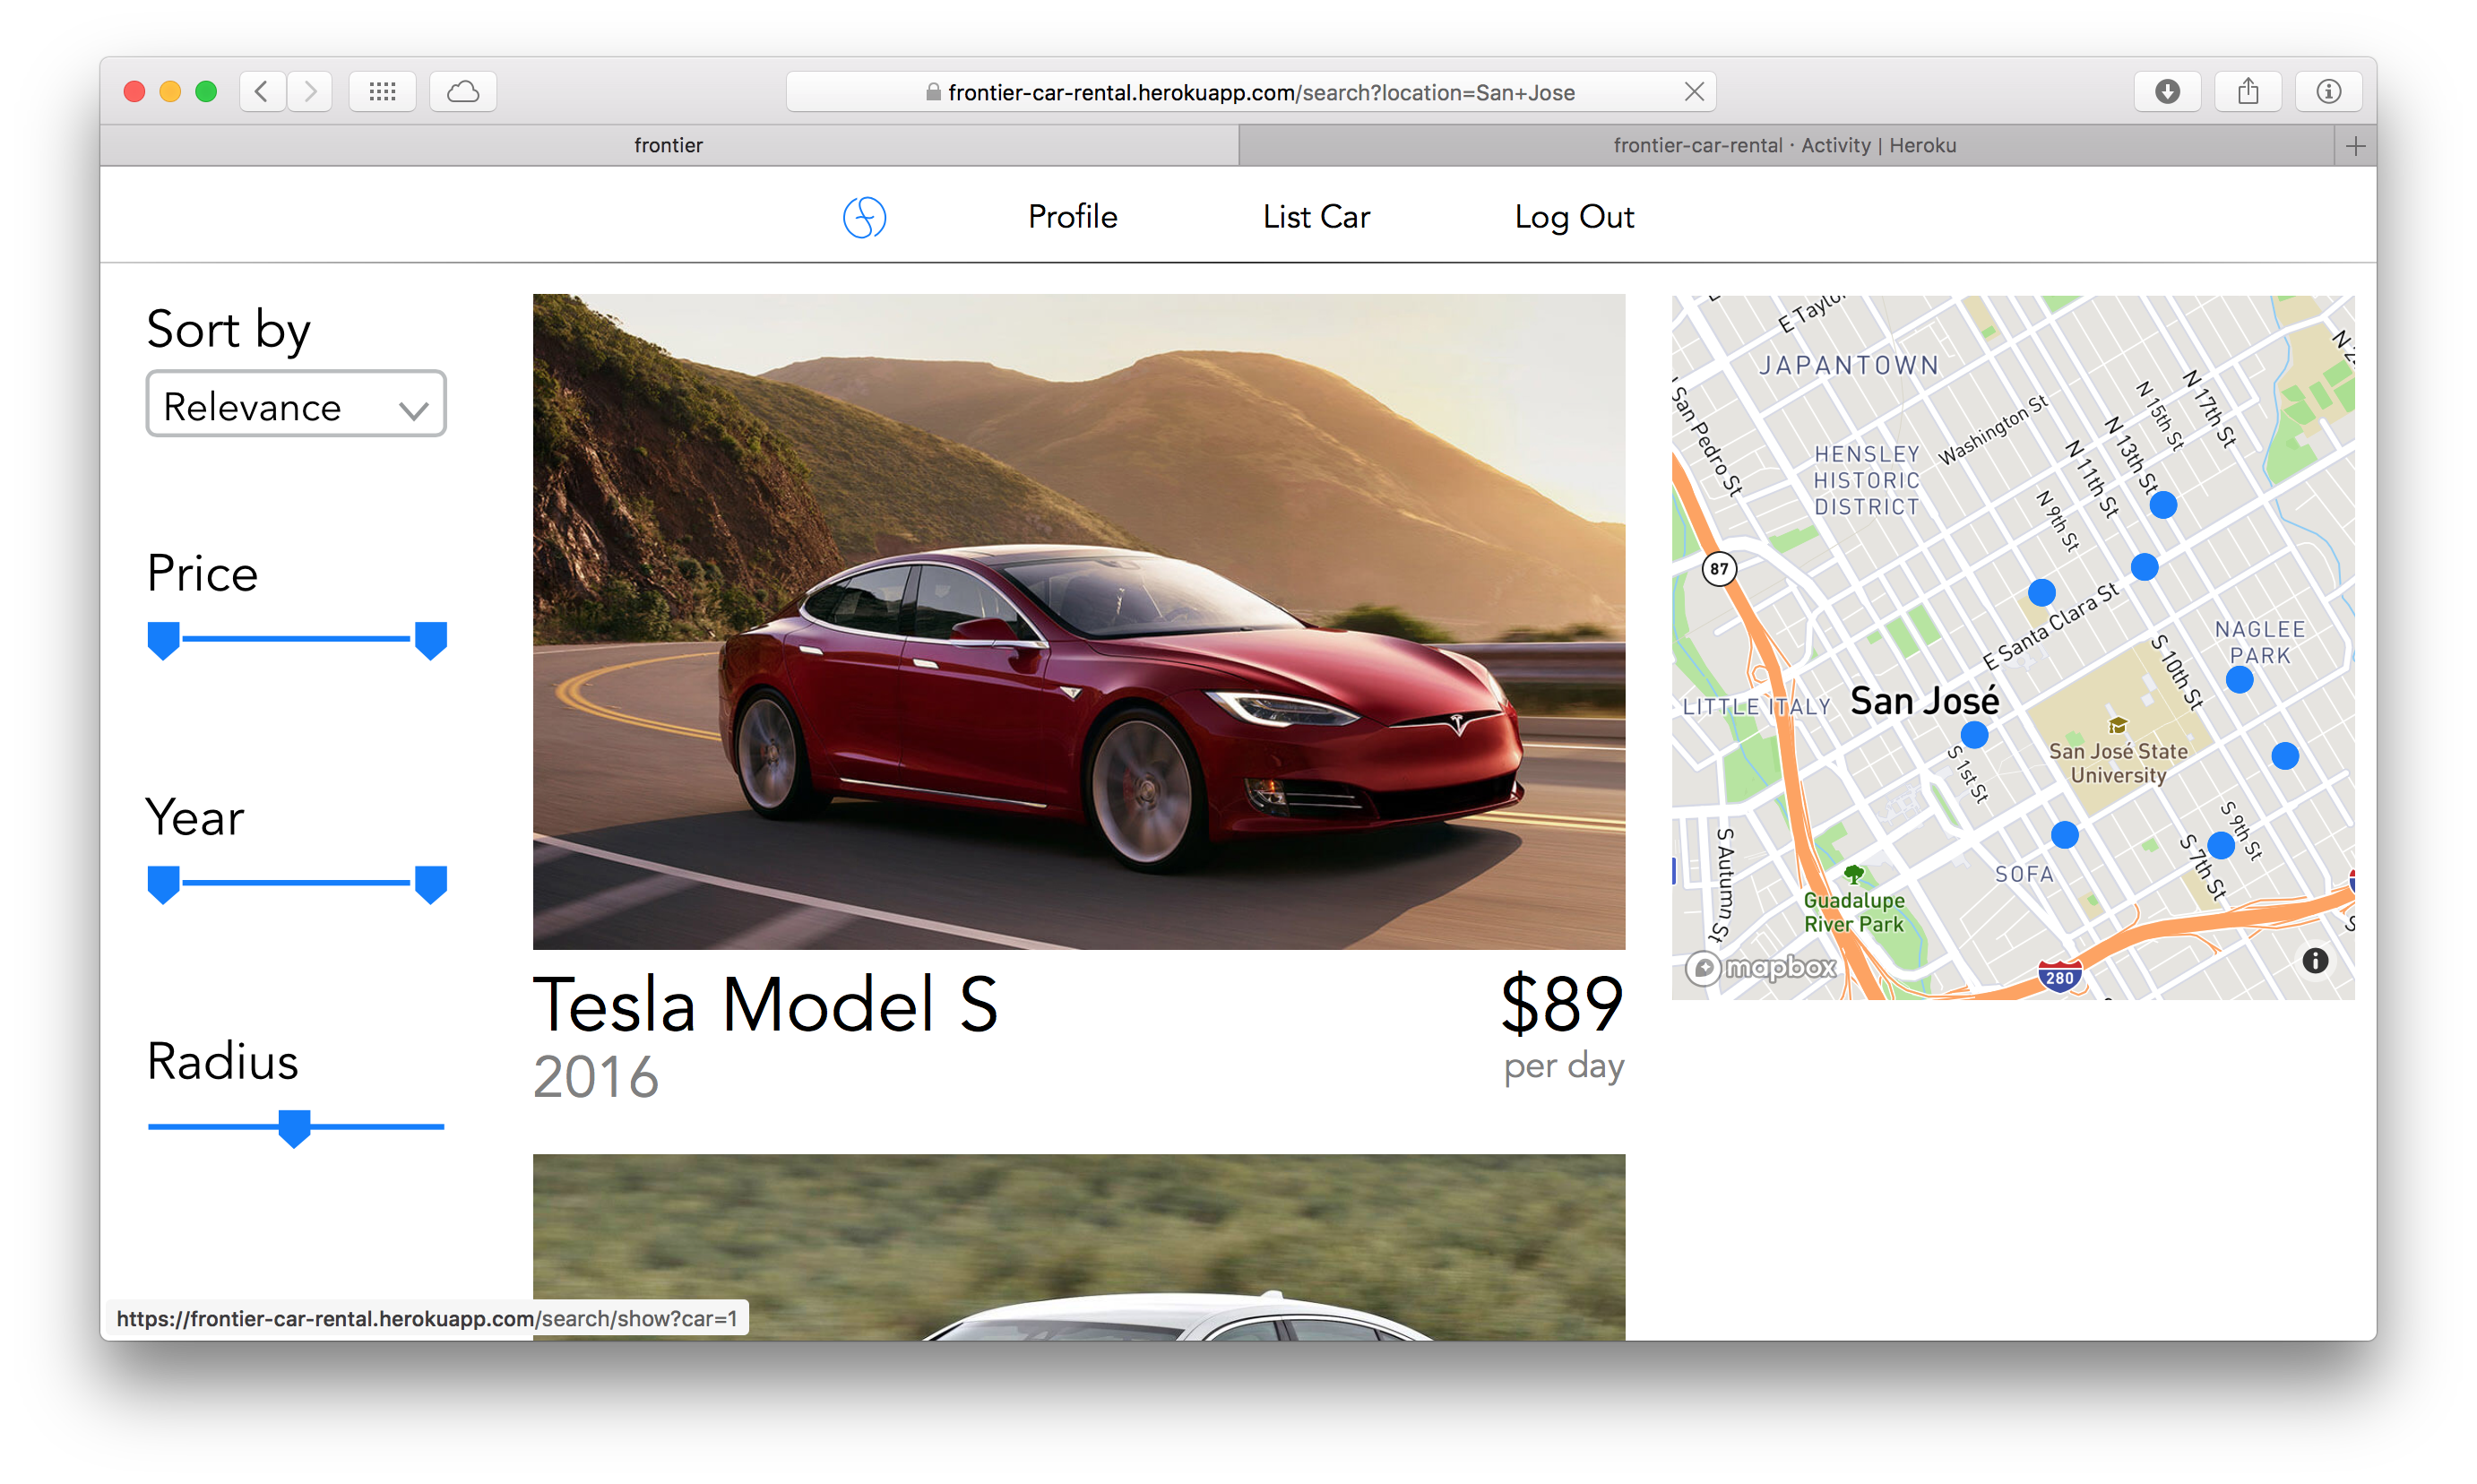 frontier-car-rental.herokuapp.com/search?location=San+Jose
frontier
frontier-car-rental · Activity | Heroku
Profile
List Car
Log Out
Sort by
Relevance
Price
Year
Radius
Tesla Model S
2016
$89
per day
E Taylor
JAPANTOWN
San Pedro St
HENSLEY
HISTORIC
DISTRICT
Washington St
N 15th St
N 17th St
N 13th St
N 11th St
N 9th St
87
E Santa Clara St
NAGLEE
PARK
S 10th St
LITTLE ITALY
San José
San José State
University
S 1st St
S 9th St
S 7th St
S Autumn St
SOFA
Guadalupe
River Park
mapbox
280
https://frontier-car-rental.herokuapp.com/search/show?car=1